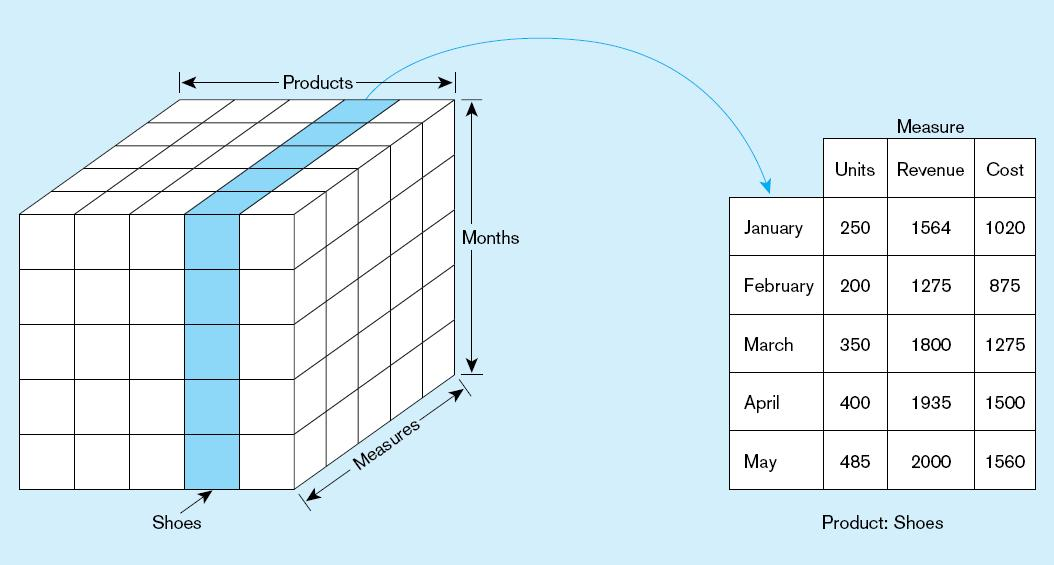 Products
Months
Measures
Shoes
Measure
Units Revenue Cost
January 250 1564 1020
February 200 1275 875
March 350 1800 1275
April 400 1935 1500
May 485 2000 1560
Product: Shoes